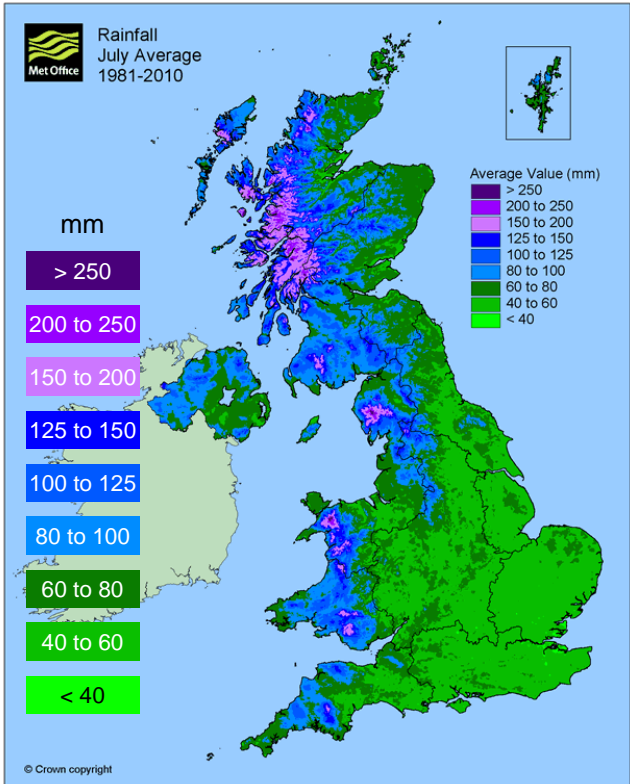 Met Office
Rainfall
July Average
1981-2010
mm
> 250
200 to 250
150 to 200
125 to 150
100 to 125
80 to 100
60 to 80
40 to 60
< 40
Average Value (mm)
> 250
200 to 250
150 to 200
125 to 150
100 to 125
80 to 100
60 to 80
40 to 60
< 40
© Crown copyright